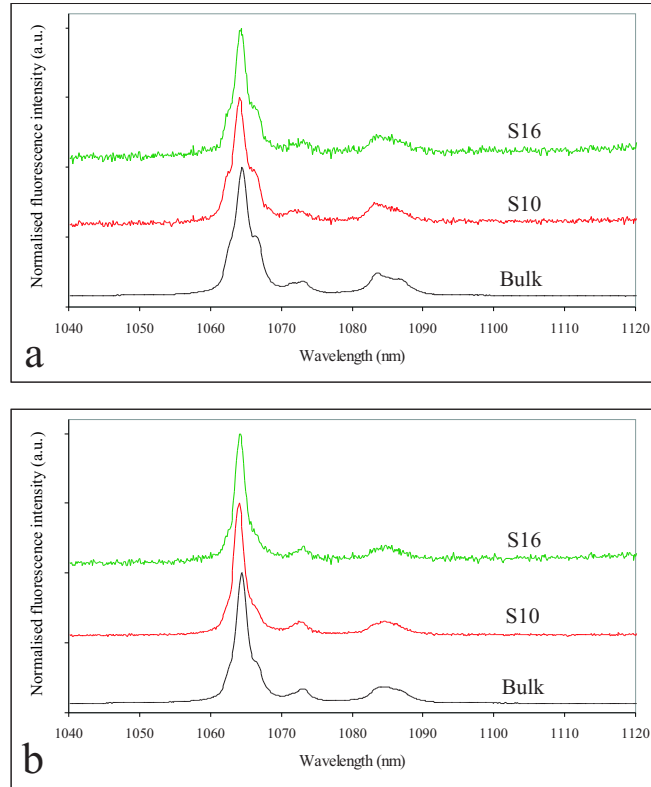 Normalised fluorescence intensity (a.u.)
S16
S10
Bulk
1040 1050 1060 1070 1080 1090 1100 1110 1120
Wavelength (nm)
a
Normalised fluorescence intensity (a.u.)
S16
S10
Bulk
1040 1050 1060 1070 1080 1090 1100 1110 1120
Wavelength (nm)
b